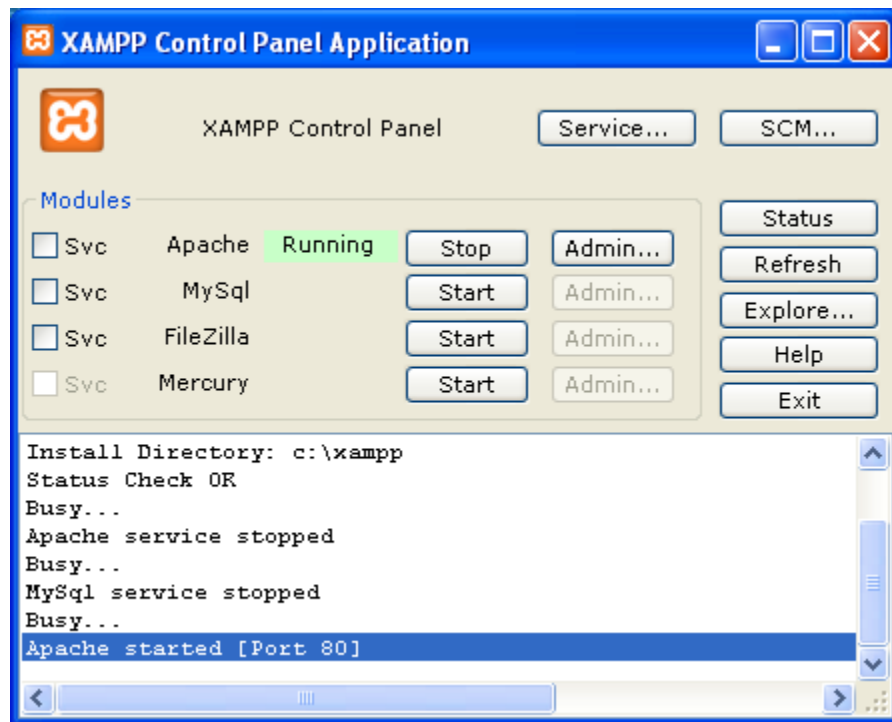 XAMPP Control Panel Application
XAMPP Control Panel Service... SCM...
Modules
Status
Svc Apache Running Stop Admin...
Refresh
Svc MySql Start Admin...
Explore...
Svc FileZilla Start Admin...
Help
Svc Mercury Start Admin...
Exit
Install Directory: c:\xampp
Status Check OK
Busy...
Apache service stopped
Busy...
MySql service stopped
Busy...
Apache started [Port 80]